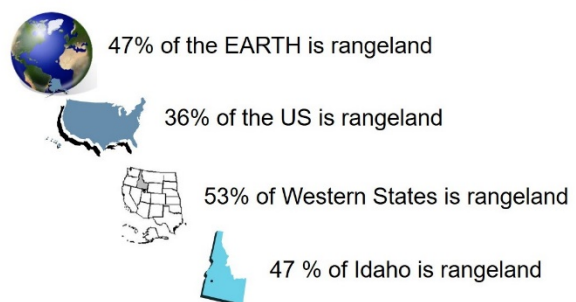 47% of the EARTH is rangeland
36% of the US is rangeland
53% of Western States is rangeland
47 % of Idaho is rangeland